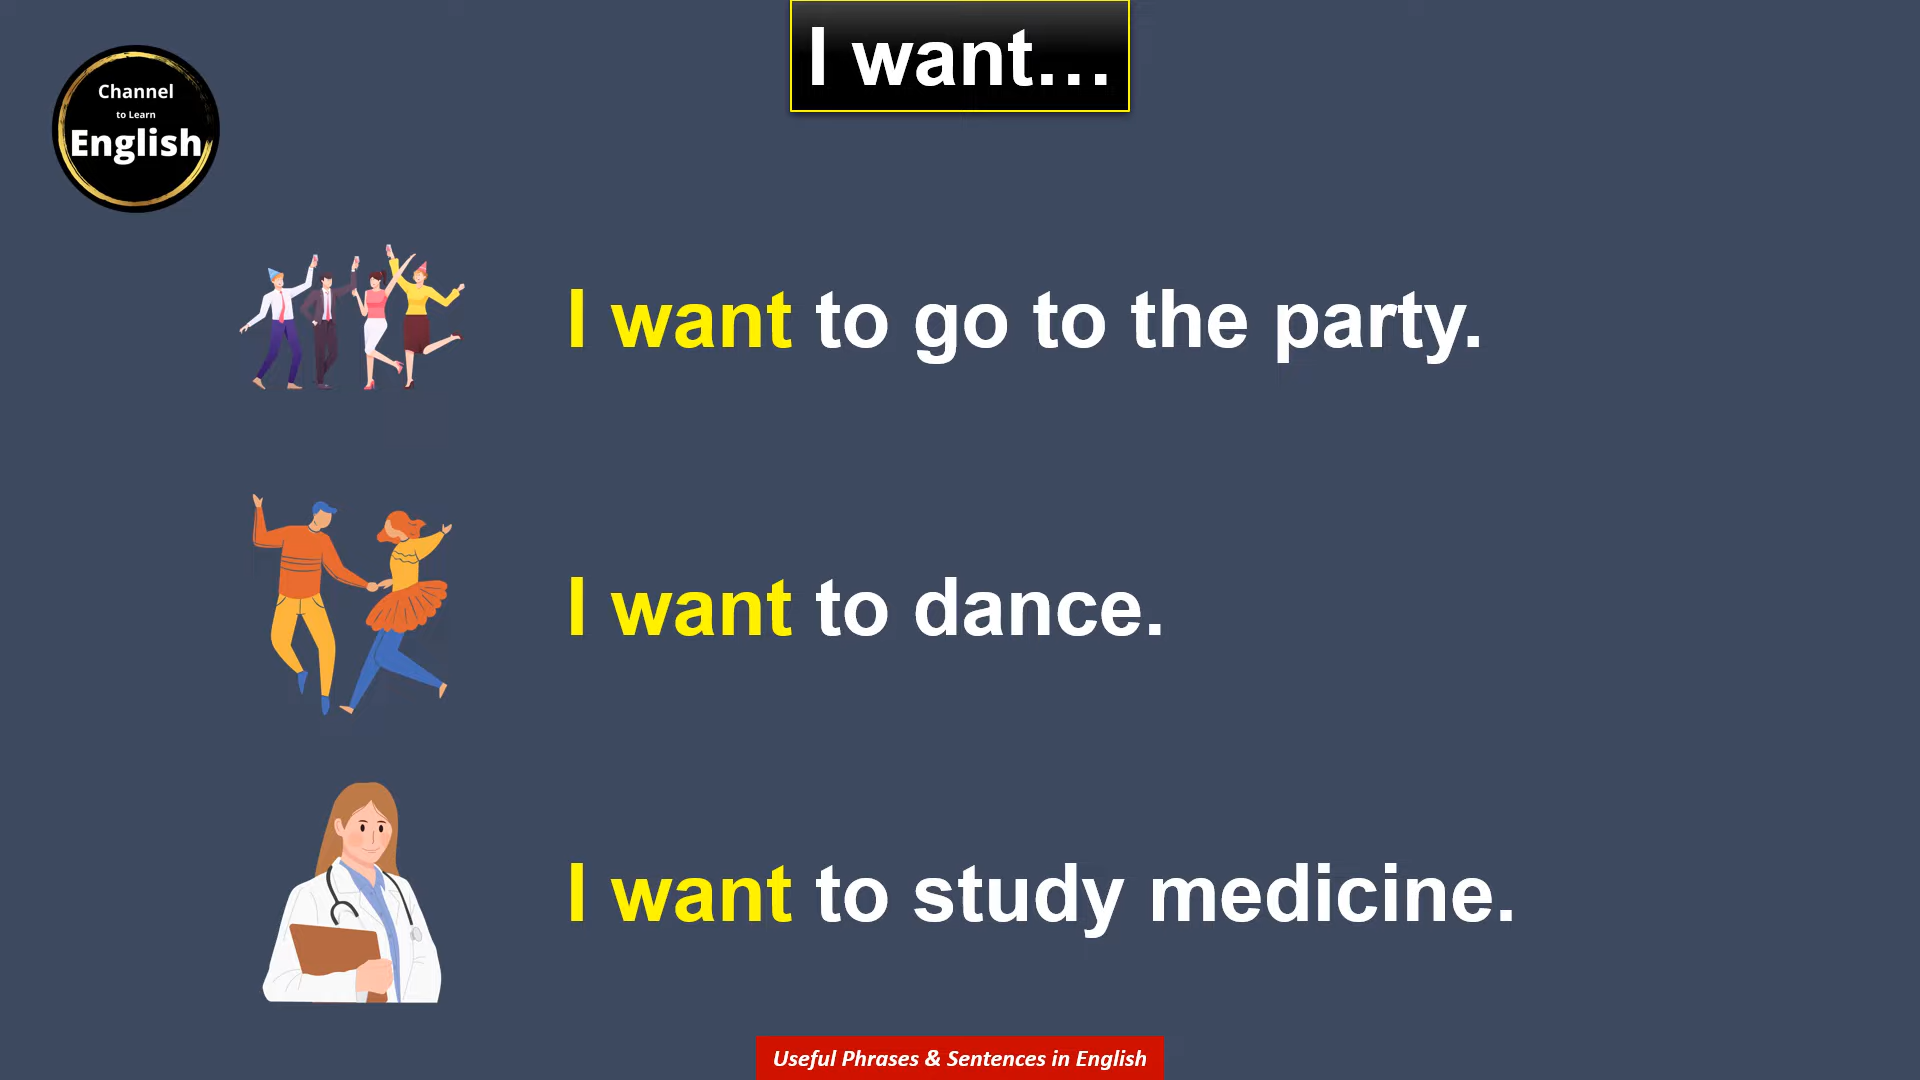 I want...
Channel
to Learn
English
I want to go to the party.
I want to dance.
I want to study medicine.
Useful Phrases & Sentences in English